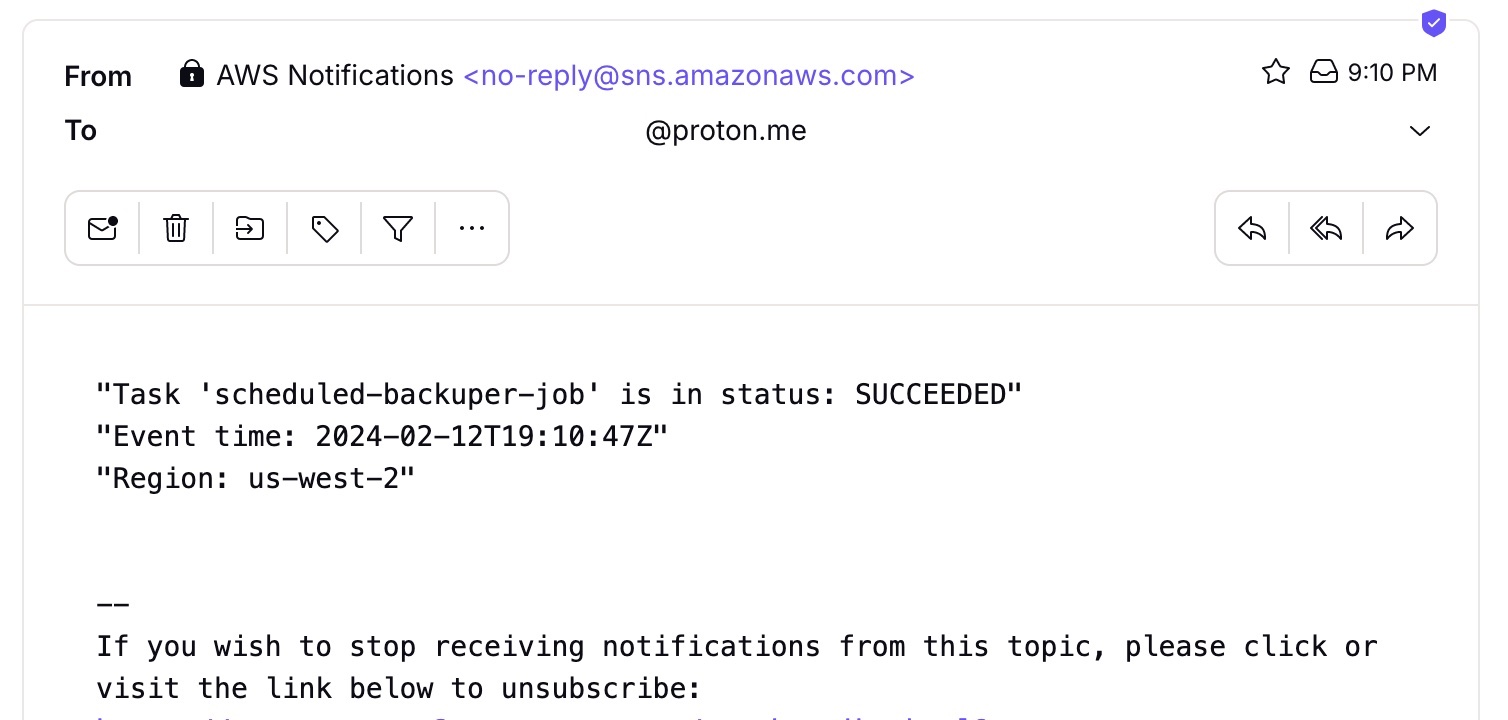 From AWS Notifications <no-reply@sns.amazonaws.com> 9:10 PM
To @proton.me
"Task 'scheduled-backuper-job' is in status: SUCCEEDED"
"Event time: 2024-02-12T19:10:47Z"
"Region: us-west-2"
--
If you wish to stop receiving notifications from this topic, please click or
visit the link below to unsubscribe: